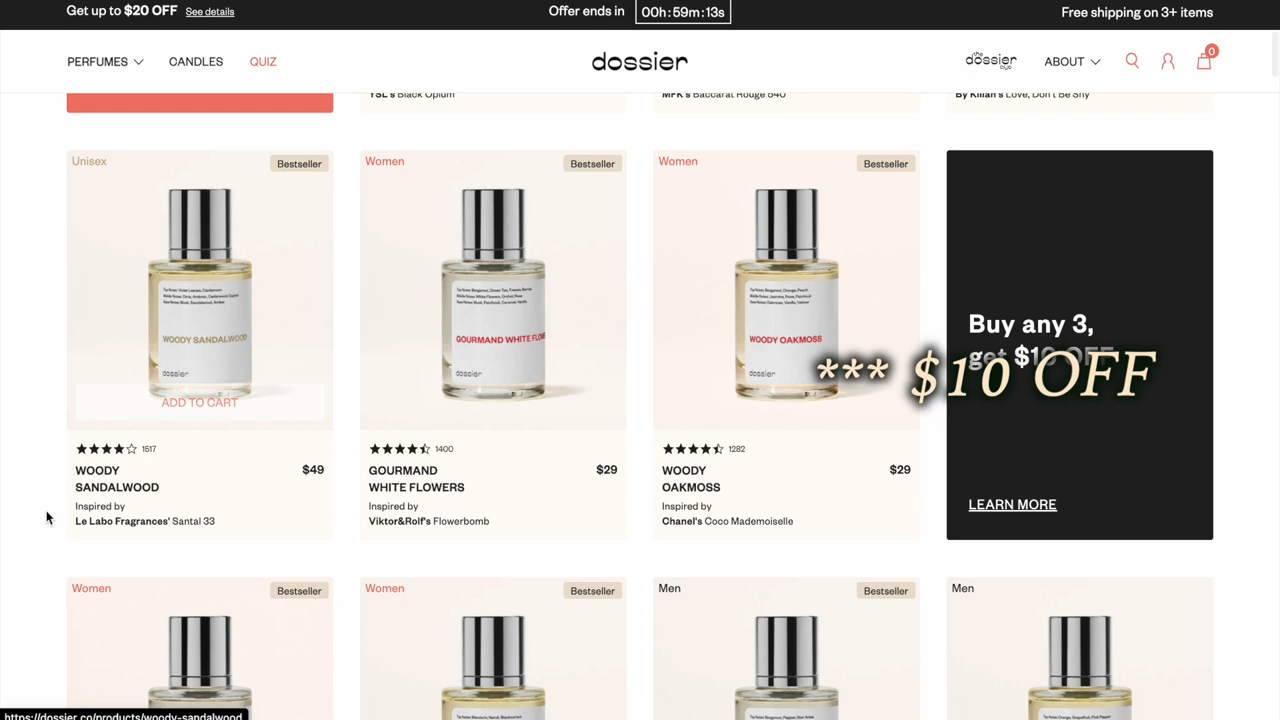 Get up to $20 OFF See details
Offer ends in 00h:59m:13s
Free shipping on 3+ items
PERFUMES
CANDLES
QUIZ
dossier
the dossier club
ABOUT
0
YSL's Black Opium
MFK's Baccarat Rouge 540
By Kilian's Love, Don't Be Shy
Unisex
Bestseller
WOODY SANDALWOOD
dossier
ADD TO CART
1517
WOODY
SANDALWOOD
$49
Inspired by
Le Labo Fragrances' Santal 33
Women
Bestseller
GOURMAND WHITE FLOWE
dossier
1400
GOURMAND
WHITE FLOWERS
$29
Inspired by
Viktor&Rolf's Flowerbomb
Women
Bestseller
WOODY OAKMOSS
dossier
1282
WOODY
OAKMOSS
$29
Inspired by
Chanel's Coco Mademoiselle
Buy any 3,
get $10 OFF
*** $10 OFF
LEARN MORE
Women
Bestseller
Women
Bestseller
Men
Bestseller
Men
https://dossier.co/products/woody-sandalwood